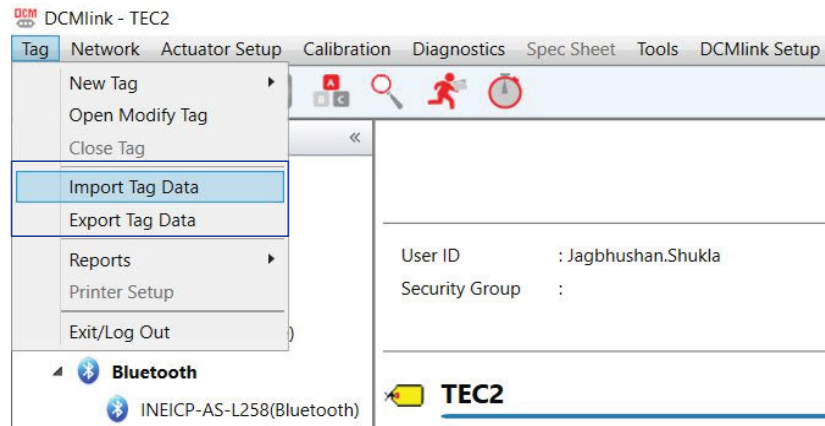 DCM DCMlink - TEC2
Tag Network Actuator Setup Calibration Diagnostics Spec Sheet Tools DCMlink Setup
New Tag
Open Modify Tag
Close Tag
Import Tag Data
Export Tag Data
Reports
Printer Setup
Exit/Log Out
A
B C
«
User ID : Jagbhushan.Shukla
Security Group :
)
Bluetooth
INEICP-AS-L258(Bluetooth)
TEC2